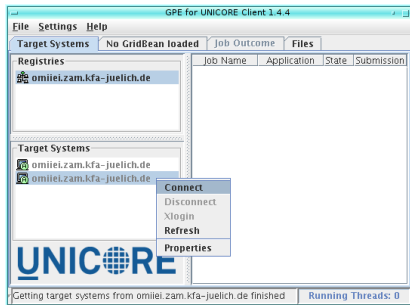 GPE for UNICORE Client 1.4.4
File Settings Help
Target Systems No GridBean loaded Job Outcome Files
Registries
omiiei.zam.kfa-juelich.de
Job Name Application State Submission
Target Systems
omiiei.zam.kfa-juelich.de
omiiei.zam.kfa-juelich.de
Connect
Disconnect
Xlogin
Refresh
Properties
UNICORE
Getting target systems from omiiei.zam.kfa-juelich.de finished Running Threads: 0